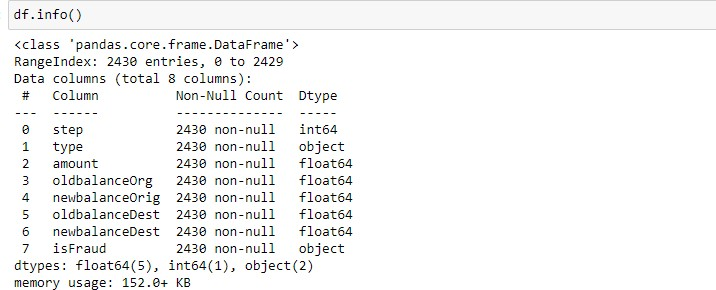 df.info()
<class 'pandas.core.frame.DataFrame'>
RangeIndex: 2430 entries, 0 to 2429
Data columns (total 8 columns):
 #   Column          Non-Null Count  Dtype
---  ------          --------------  -----
 0   step            2430 non-null   int64
 1   type            2430 non-null   object
 2   amount          2430 non-null   float64
 3   oldbalanceOrg   2430 non-null   float64
 4   newbalanceOrig  2430 non-null   float64
 5   oldbalanceDest  2430 non-null   float64
 6   newbalanceDest  2430 non-null   float64
 7   isFraud         2430 non-null   object
dtypes: float64(5), int64(1), object(2)
memory usage: 152.0+ KB